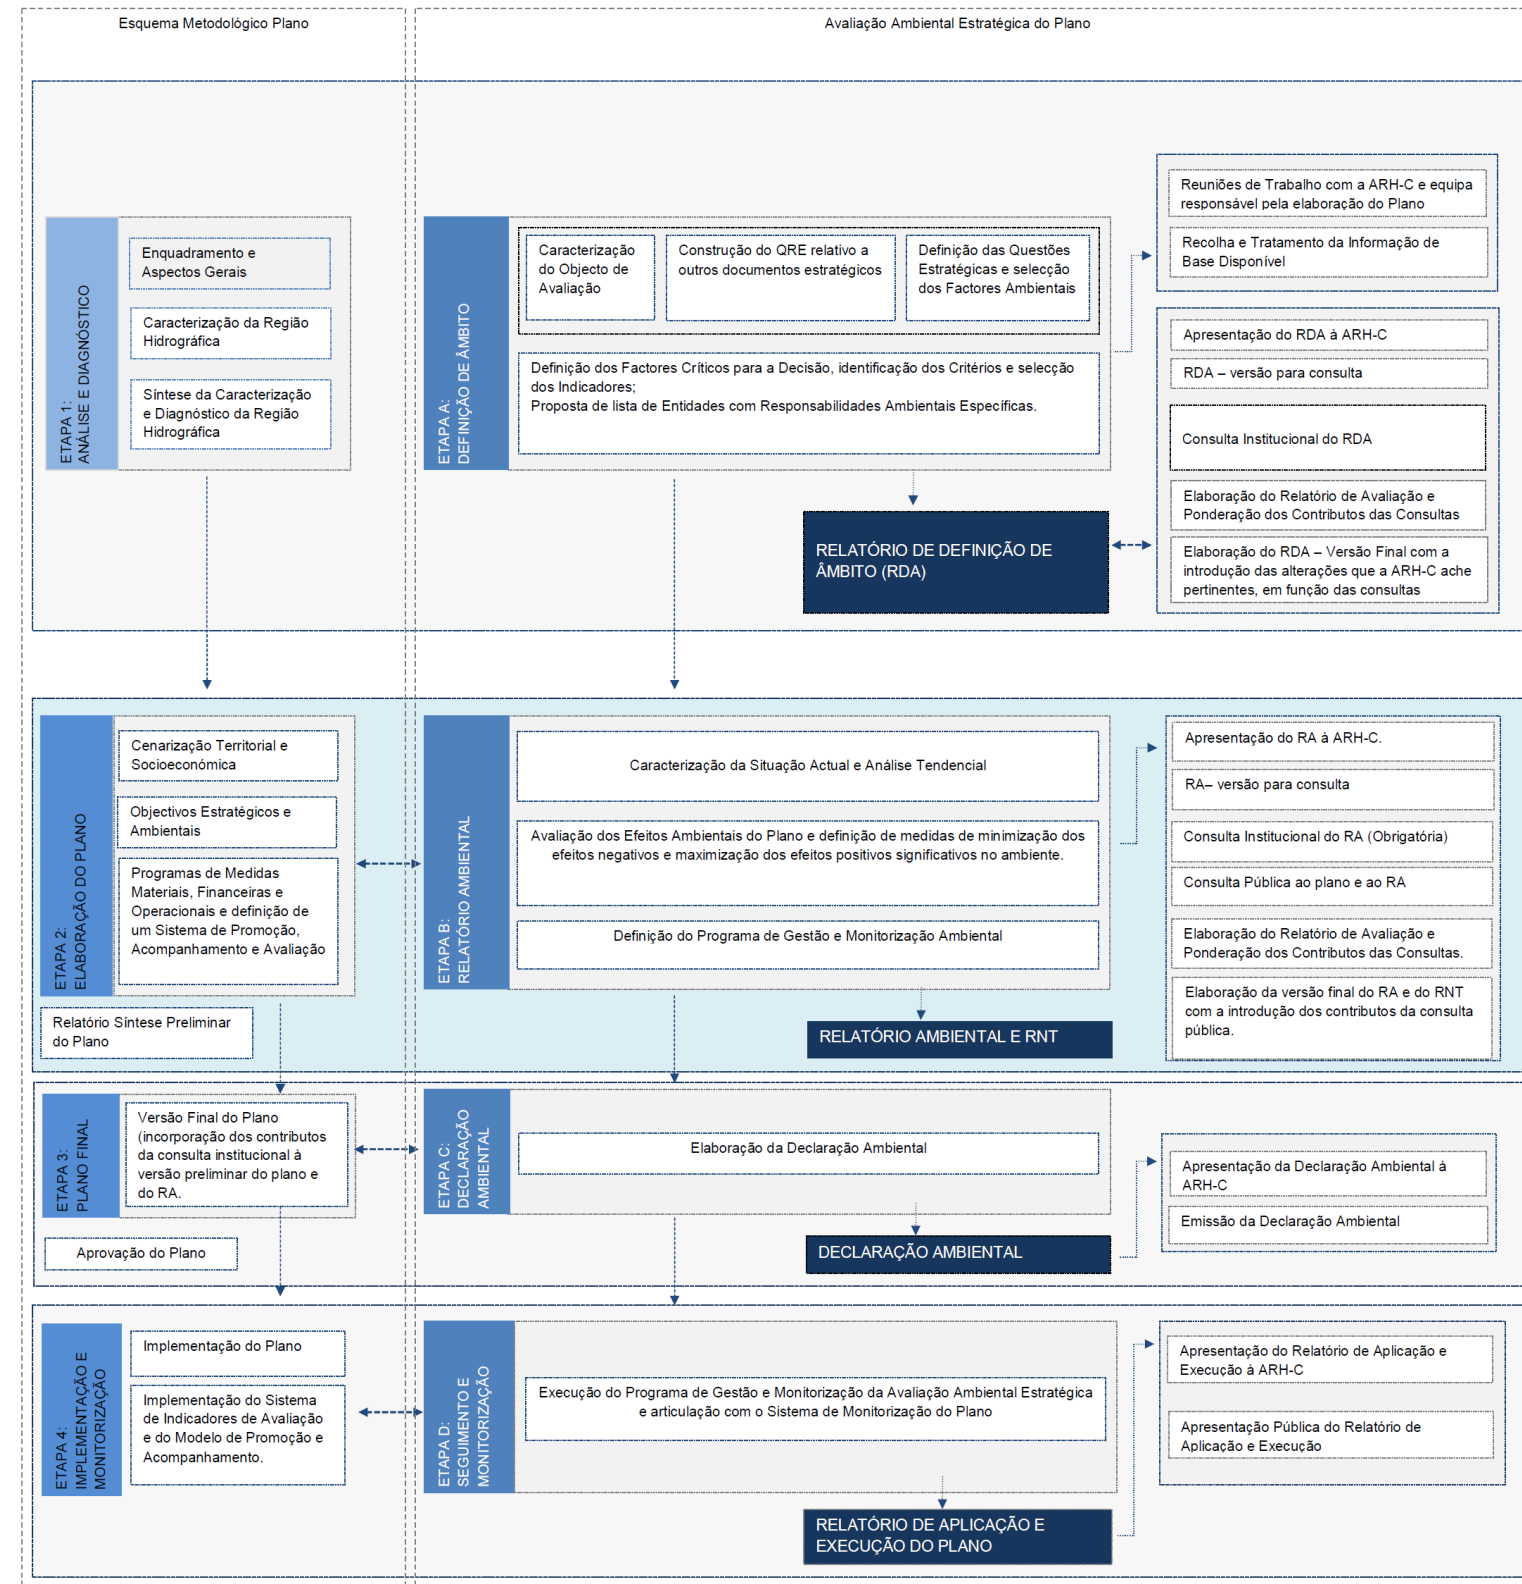 Esquema Metodológico Plano
Avaliação Ambiental Estratégica do Plano
ETAPA 1:
ANÁLISE E DIAGNÓSTICO
Enquadramento e
Aspectos Gerais
Caracterização da Região
Hidrográfica
Síntese da Caracterização
e Diagnóstico da Região
Hidrográfica
ETAPA A:
DEFINIÇÃO DE ÂMBITO
Caracterização
do Objecto de
Avaliação
Construção do QRE relativo a
outros documentos estratégicos
Definição das Questões
Estratégicas e selecção
dos Factores Ambientais
Definição dos Factores Críticos para a Decisão, identificação dos Critérios e selecção
dos Indicadores;
Proposta de lista de Entidades com Responsabilidades Ambientais Específicas.
RELATÓRIO DE DEFINIÇÃO DE
ÂMBITO (RDA)
Reuniões de Trabalho com a ARH-C e equipa
responsável pela elaboração do Plano
Recolha e Tratamento da Informação de
Base Disponível
Apresentação do RDA à ARH-C
RDA – versão para consulta
Consulta Institucional do RDA
Elaboração do Relatório de Avaliação e
Ponderação dos Contributos das Consultas
Elaboração do RDA – Versão Final com a
introdução das alterações que a ARH-C ache
pertinentes, em função das consultas
ETAPA 2:
ELABORAÇÃO DO PLANO
Cenarização Territorial e
Socioeconómica
Objectivos Estratégicos e
Ambientais
Programas de Medidas
Materiais, Financeiras e
Operacionais e definição de
um Sistema de Promoção,
Acompanhamento e Avaliação
Relatório Síntese Preliminar
do Plano
ETAPA B:
RELATÓRIO AMBIENTAL
Caracterização da Situação Actual e Análise Tendencial
Avaliação dos Efeitos Ambientais do Plano e definição de medidas de minimização dos
efeitos negativos e maximização dos efeitos positivos significativos no ambiente.
Definição do Programa de Gestão e Monitorização Ambiental
RELATÓRIO AMBIENTAL E RNT
Apresentação do RA à ARH-C.
RA– versão para consulta
Consulta Institucional do RA (Obrigatória)
Consulta Pública ao plano e ao RA
Elaboração do Relatório de Avaliação e
Ponderação dos Contributos das Consultas.
Elaboração da versão final do RA e do RNT
com a introdução dos contributos da consulta
pública.
ETAPA 3:
PLANO FINAL
Versão Final do Plano
(incorporação dos contributos
da consulta institucional à
versão preliminar do plano e
do RA.
Aprovação do Plano
ETAPA C:
DECLARAÇÃO
AMBIENTAL
Elaboração da Declaração Ambiental
DECLARAÇÃO AMBIENTAL
Apresentação da Declaração Ambiental à
ARH-C
Emissão da Declaração Ambiental
ETAPA 4:
IMPLEMENTAÇÃO E
MONITORIZAÇÃO
Implementação do Plano
Implementação do Sistema
de Indicadores de Avaliação
e do Modelo de Promoção e
Acompanhamento.
ETAPA D:
SEGUIMENTO E
MONITORIZAÇÃO
Execução do Programa de Gestão e Monitorização da Avaliação Ambiental Estratégica
e articulação com o Sistema de Monitorização do Plano
RELATÓRIO DE APLICAÇÃO E
EXECUÇÃO DO PLANO
Apresentação do Relatório de Aplicação e
Execução à ARH-C
Apresentação Pública do Relatório de
Aplicação e Execução